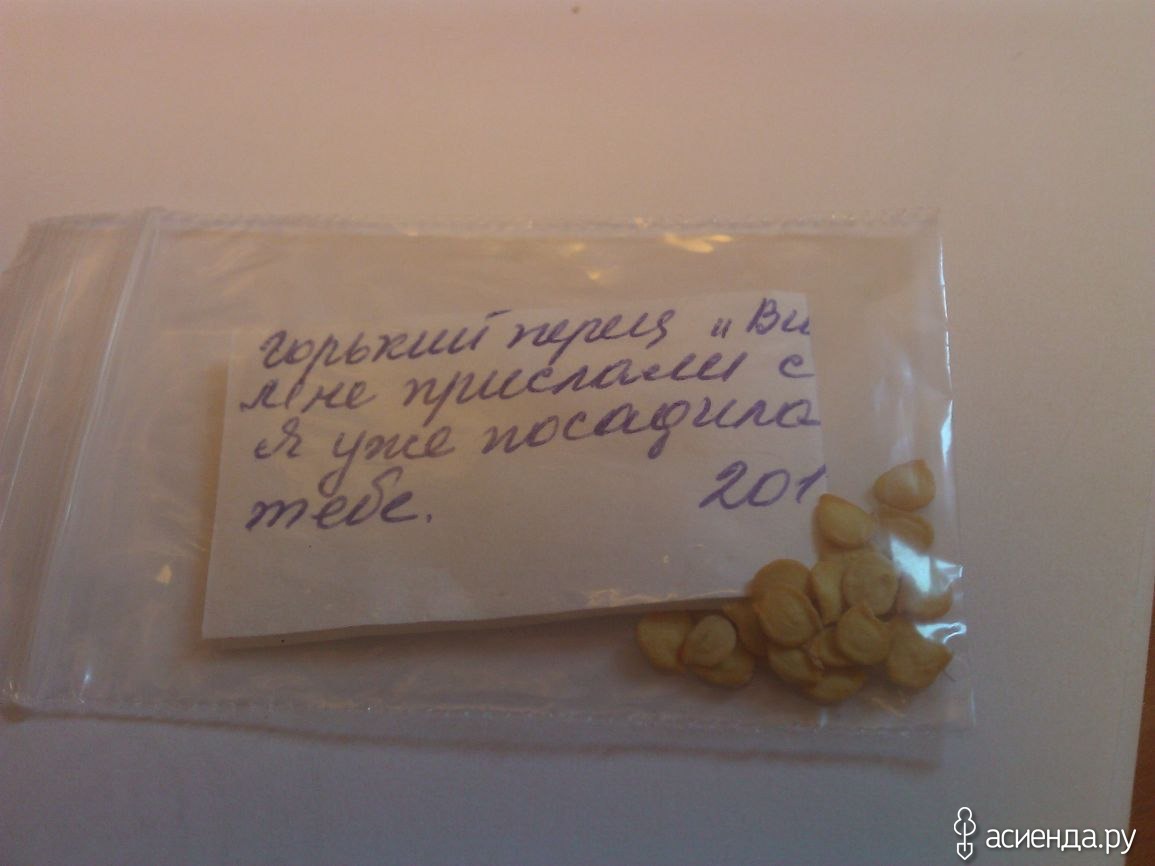 горький перец „Ви
мне прислали с
я уже посадила
тебе. 201
асиенда.ру